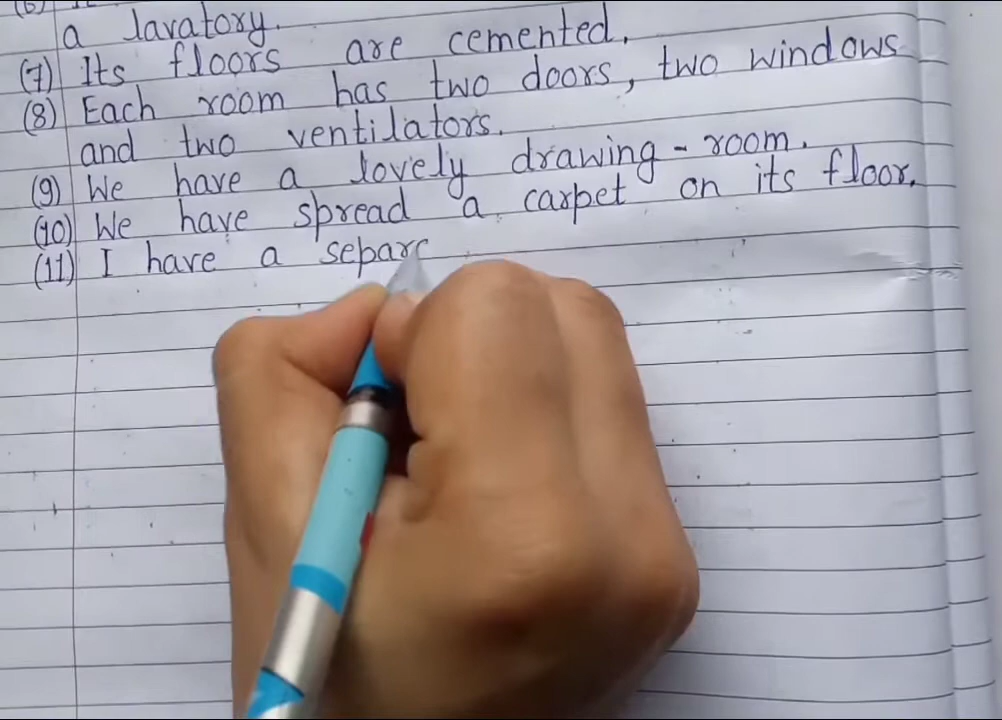 a lavatory.
(7) Its floors are cemented.
(8) Each room has two doors, two windows
and two ventilators.
(9) We have a lovely drawing-room.
(10) We have spread a carpet on its floor.
(11) I have a separ